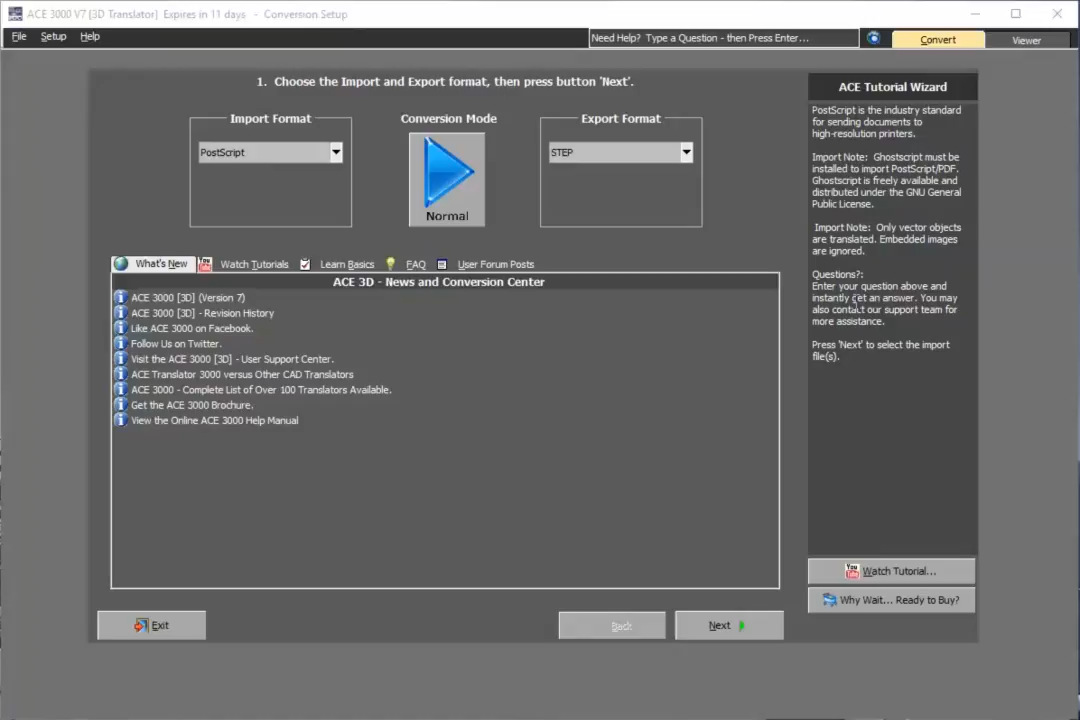 ACE 3000 V7 [3D Translator] Expires in 11 days - Conversion Setup
File Setup Help
Need Help? Type a Question - then Press Enter...
Convert
Viewer
1. Choose the Import and Export format, then press button 'Next'.
Import Format
PostScript
Conversion Mode
Normal
Export Format
STEP
What's New
Watch Tutorials
Learn Basics
FAQ
User Forum Posts
ACE 3D - News and Conversion Center
ACE 3000 [3D] (Version 7)
ACE 3000 [3D] - Revision History
Like ACE 3000 on Facebook.
Follow Us on Twitter.
Visit the ACE 3000 [3D] - User Support Center.
ACE Translator 3000 versus Other CAD Translators
ACE 3000 - Complete List of Over 100 Translators Available.
Get the ACE 3000 Brochure.
View the Online ACE 3000 Help Manual
Exit
Back
Next
ACE Tutorial Wizard
PostScript is the industry standard
for sending documents to
high-resolution printers.
Import Note: Ghostscript must be
installed to import PostScript/PDF.
Ghostscript is freely available and
distributed under the GNU General
Public License.
Import Note: Only vector objects
are translated. Embedded images
are ignored.
Questions?:
Enter your question above and
instantly get an answer. You may
also contact our support team for
more assistance.
Press 'Next' to select the import
file(s).
You Tube
Watch Tutorial...
Why Wait... Ready to Buy?